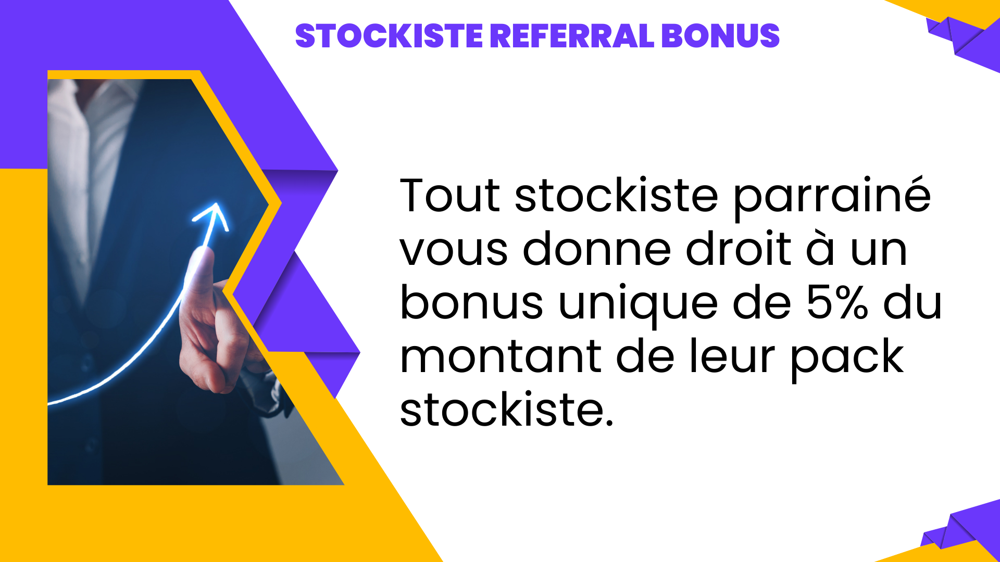 STOCKISTE REFERRAL BONUS
Tout stockiste parrainé
vous donne droit à un
bonus unique de 5% du
montant de leur pack
stockiste.